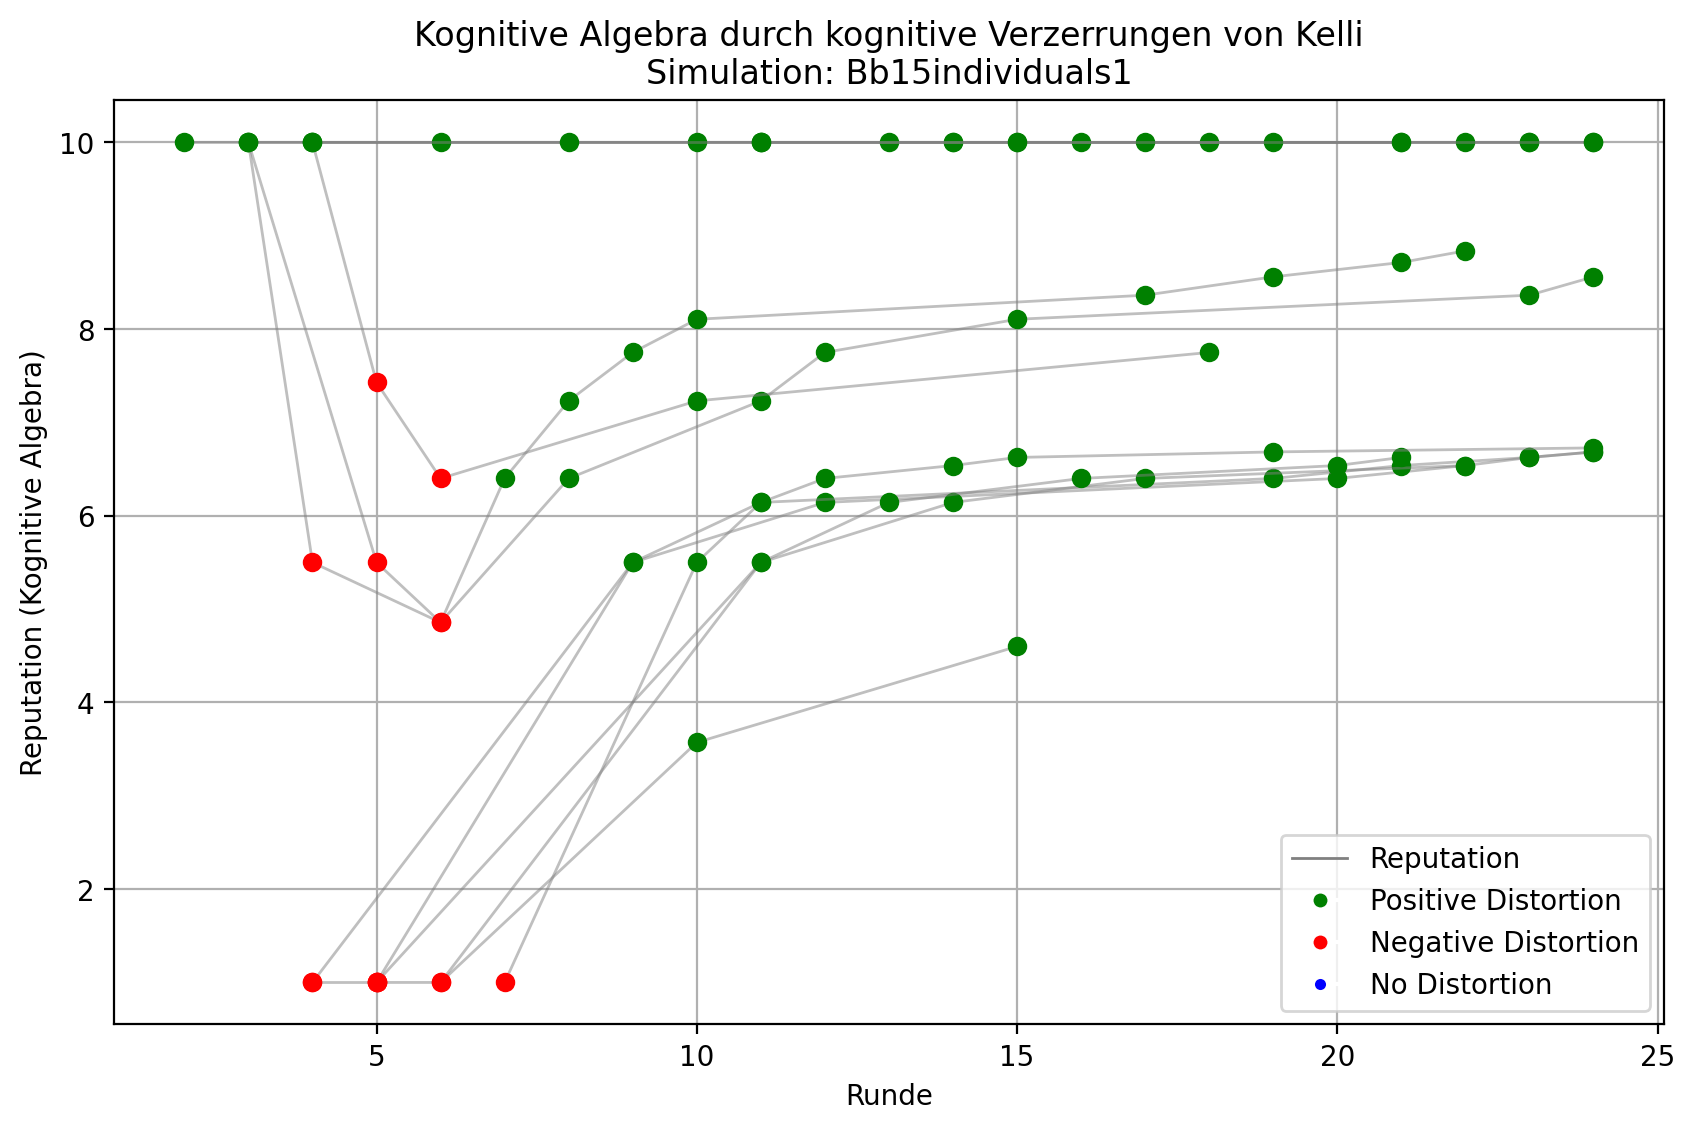 Kognitive Algebra durch kognitive Verzerrungen von Kelli
Simulation: Bb15individuals1
Reputation (Kognitive Algebra)
10
8
6
4
2
5
10
15
20
25
Runde
Reputation
Positive Distortion
Negative Distortion
No Distortion